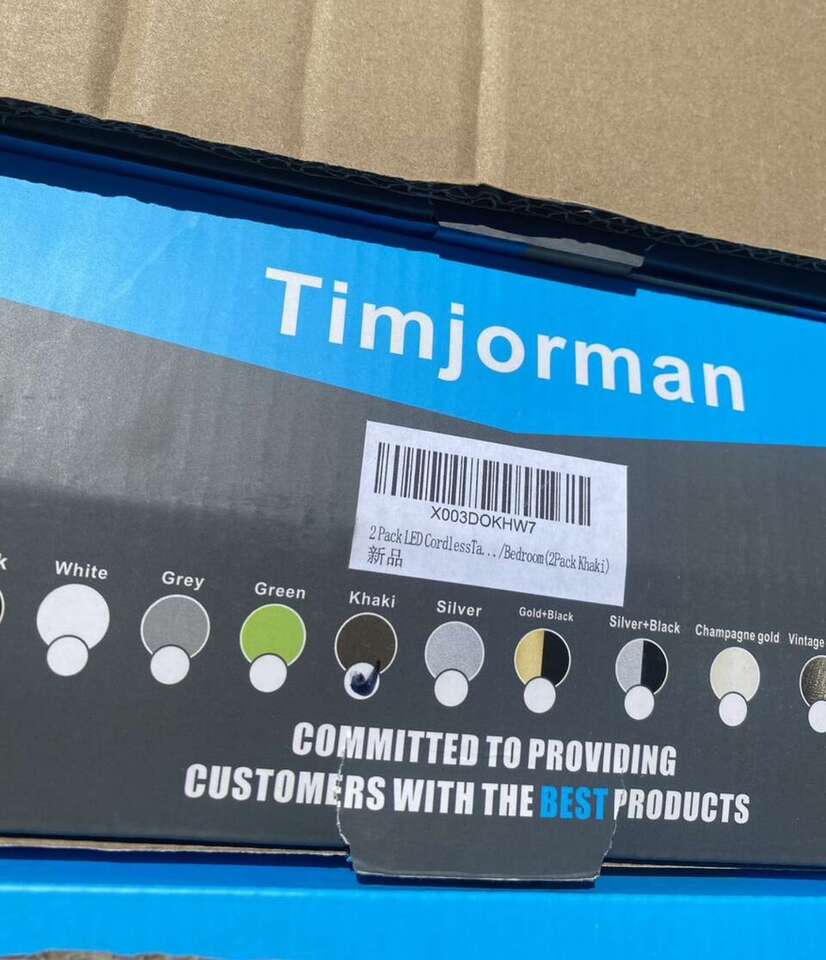 Timjorman
X003DOKHW7
2 Pack LED CordlessTa.../Bedroom(2Pack Khaki)
新品
k White Grey Green Khaki Silver Gold+Black Silver+Black Champagne gold Vintage
COMMITTED TO PROVIDING
CUSTOMERS WITH THE BEST PRODUCTS